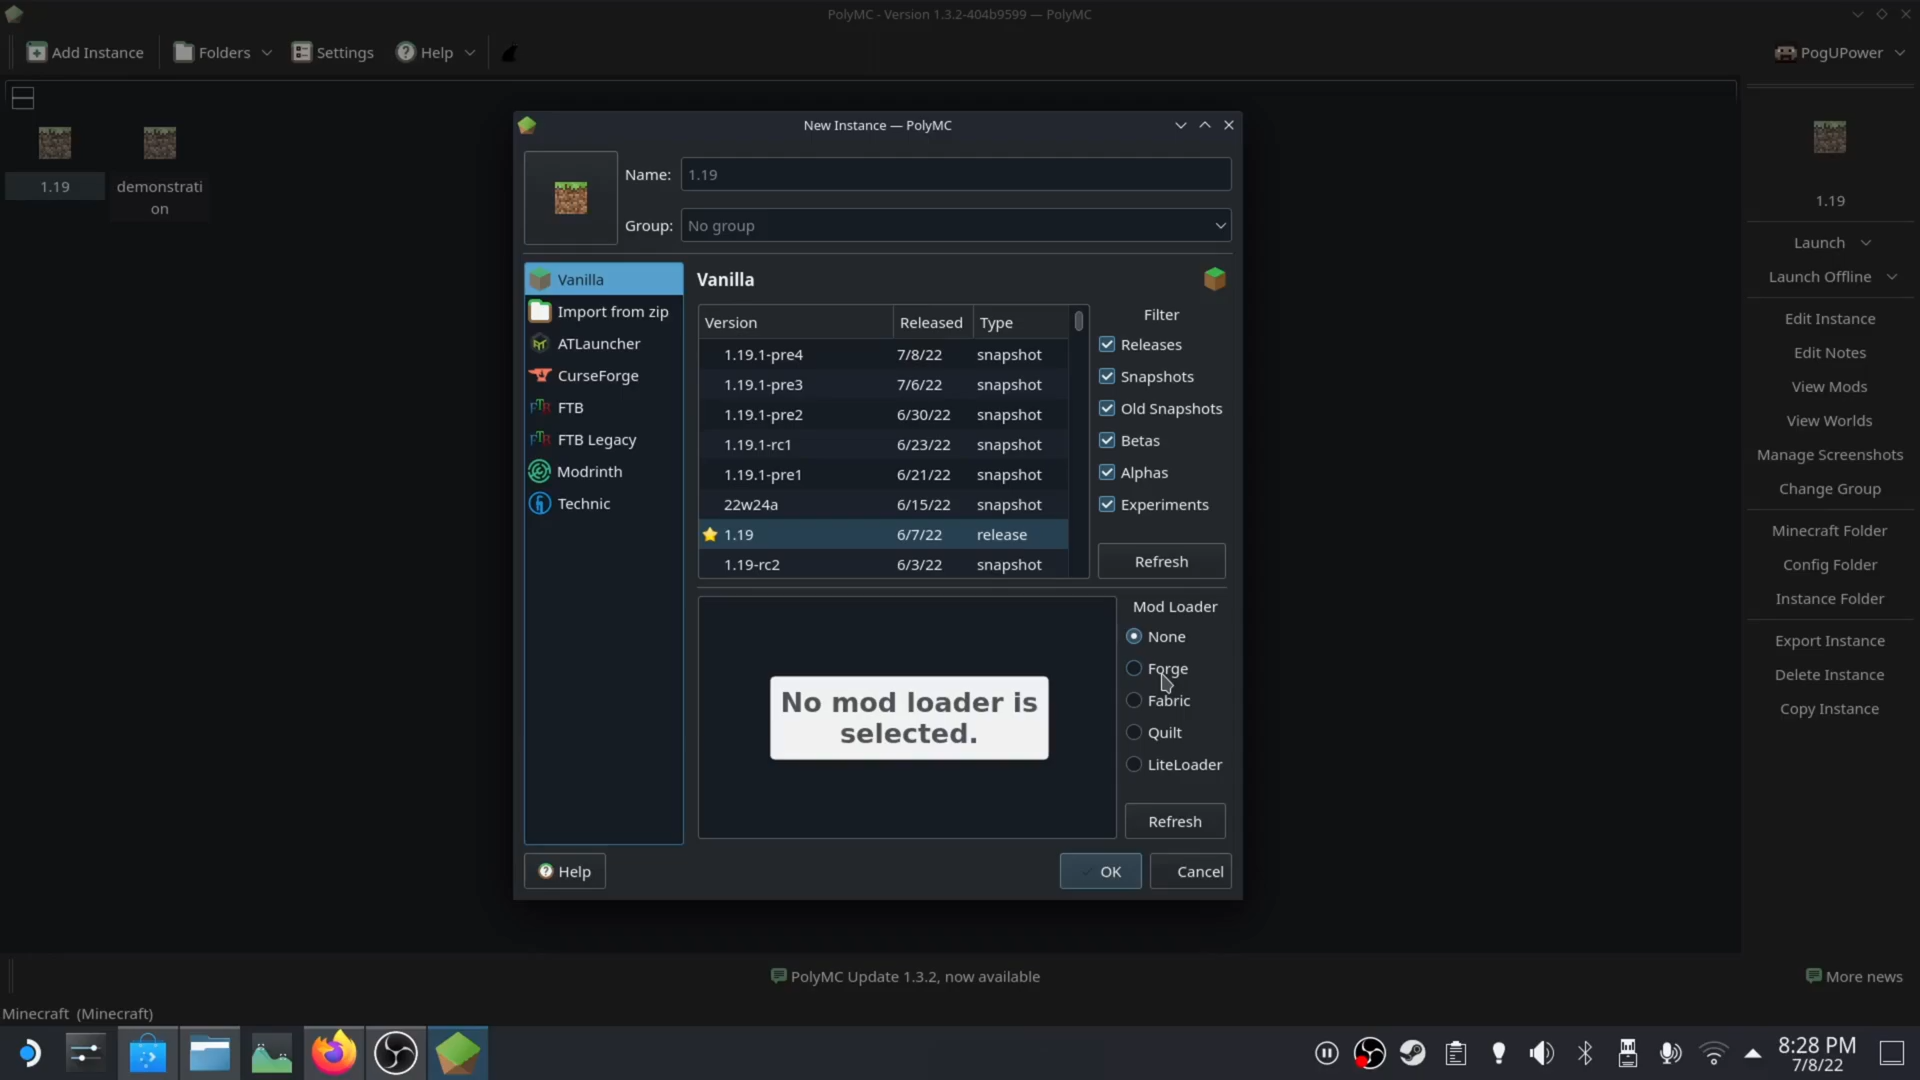 PolyMC - Version 1.3.2-404b9599 — PolyMC
Add Instance
Folders
Settings
Help
PogUPower
1.19
demonstrati
on
New Instance — PolyMC
Name: 1.19
Group: No group
Vanilla
Import from zip
ATLauncher
CurseForge
FTB
FTB Legacy
Modrinth
Technic
Vanilla
Version Released Type
1.19.1-pre4 7/8/22 snapshot
1.19.1-pre3 7/6/22 snapshot
1.19.1-pre2 6/30/22 snapshot
1.19.1-rc1 6/23/22 snapshot
1.19.1-pre1 6/21/22 snapshot
22w24a 6/15/22 snapshot
1.19 6/7/22 release
1.19-rc2 6/3/22 snapshot
Filter
Releases
Snapshots
Old Snapshots
Betas
Alphas
Experiments
Refresh
No mod loader is
selected.
Mod Loader
None
Forge
Fabric
Quilt
LiteLoader
Refresh
Help
OK
Cancel
1.19
Launch
Launch Offline
Edit Instance
Edit Notes
View Mods
View Worlds
Manage Screenshots
Change Group
Minecraft Folder
Config Folder
Instance Folder
Export Instance
Delete Instance
Copy Instance
PolyMC Update 1.3.2, now available
More news
Minecraft (Minecraft)
8:28 PM
7/8/22